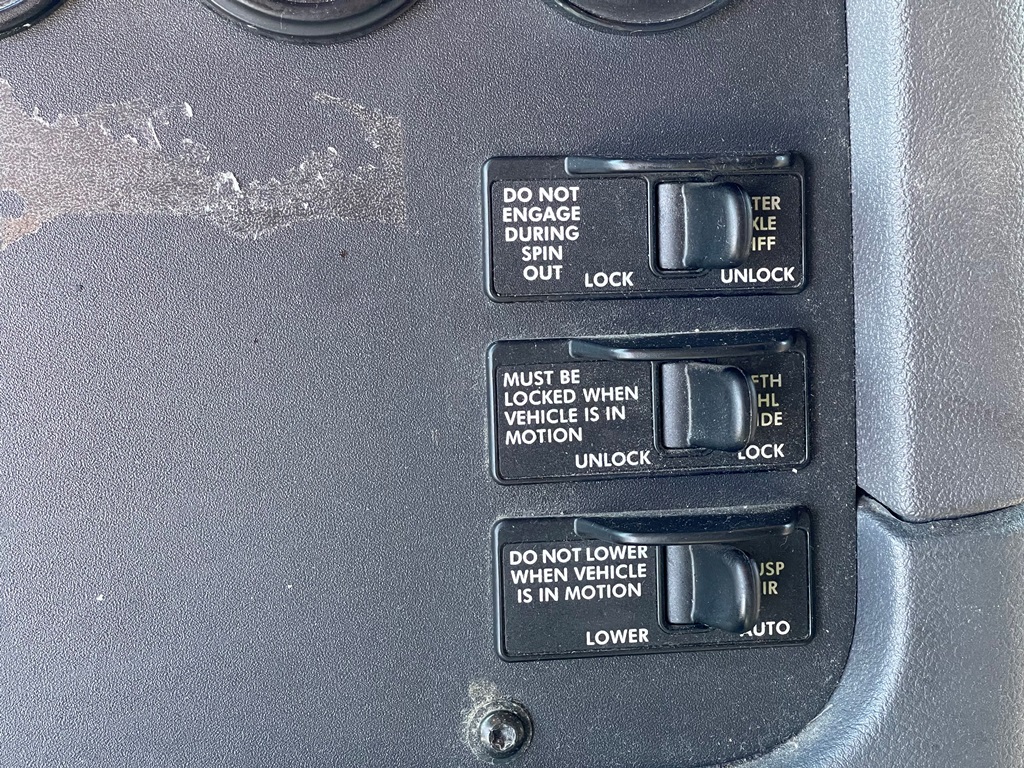 DO NOT
ENGAGE
DURING
SPIN
OUT
LOCK
UNLOCK
MUST BE
LOCKED WHEN
VEHICLE IS IN
MOTION
UNLOCK
LOCK
DO NOT LOWER
WHEN VEHICLE
IS IN MOTION
LOWER
AUTO